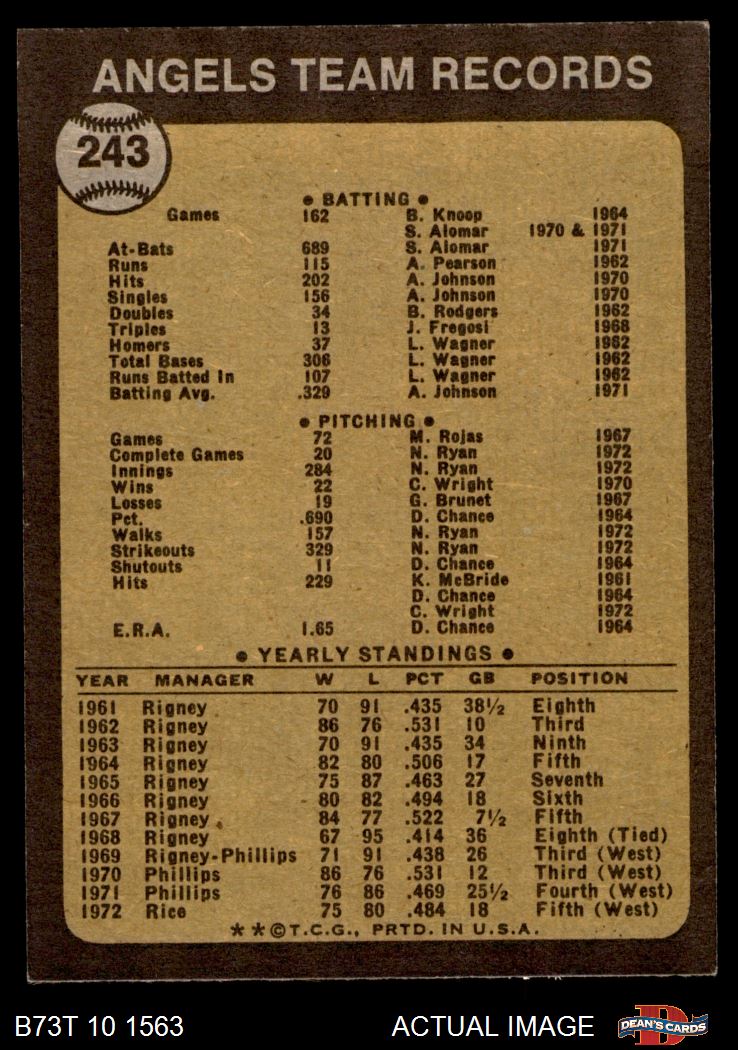 ANGELS TEAM RECORDS
243
• BATTING •
Games 162 B. Knoop 1964
S. Alomar 1970 & 1971
At-Bats 689 S. Alomar 1971
Runs 115 A. Pearson 1962
Hits 202 A. Johnson 1970
Singles 156 A. Johnson 1970
Doubles 34 B. Rodgers 1962
Triples 13 J. Fregosi 1968
Homers 37 L. Wagner 1962
Total Bases 306 L. Wagner 1962
Runs Batted In 107 L. Wagner 1962
Batting Avg. .329 A. Johnson 1971
• PITCHING •
Games 72 M. Rojas 1967
Complete Games 20 N. Ryan 1972
Innings 284 N. Ryan 1972
Wins 22 C. Wright 1970
Losses 19 G. Brunet 1967
Pct. .690 D. Chance 1964
Walks 157 N. Ryan 1972
Strikeouts 329 N. Ryan 1972
Shutouts 11 D. Chance 1964
Hits 229 K. McBride 1961
D. Chance 1964
C. Wright 1972
E.R.A. 1.65 D. Chance 1964
• YEARLY STANDINGS •
YEAR MANAGER W L PCT GB POSITION
1961 Rigney 70 91 .435 38½ Eighth
1962 Rigney 86 76 .531 10 Third
1963 Rigney 70 91 .435 34 Ninth
1964 Rigney 82 80 .506 17 Fifth
1965 Rigney 75 87 .463 27 Seventh
1966 Rigney 80 82 .494 18 Sixth
1967 Rigney 84 77 .522 7½ Fifth
1968 Rigney 67 95 .414 36 Eighth (Tied)
1969 Rigney-Phillips 71 91 .438 26 Third (West)
1970 Phillips 86 76 .531 12 Third (West)
1971 Phillips 76 86 .469 25½ Fourth (West)
1972 Rice 75 80 .484 18 Fifth (West)
**©T.C.G., PRTD. IN U.S.A.
B73T 10 1563 ACTUAL IMAGE DEAN'S CARDS